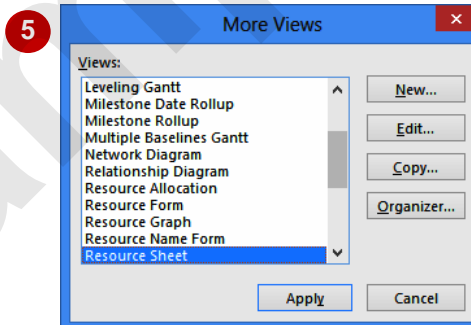 5
More Views
Views:
Leveling Gantt
Milestone Date Rollup
Milestone Rollup
Multiple Baselines Gantt
Network Diagram
Relationship Diagram
Resource Allocation
Resource Form
Resource Graph
Resource Name Form
Resource Sheet
New...
Edit...
Copy...
Organizer...
Apply
Cancel